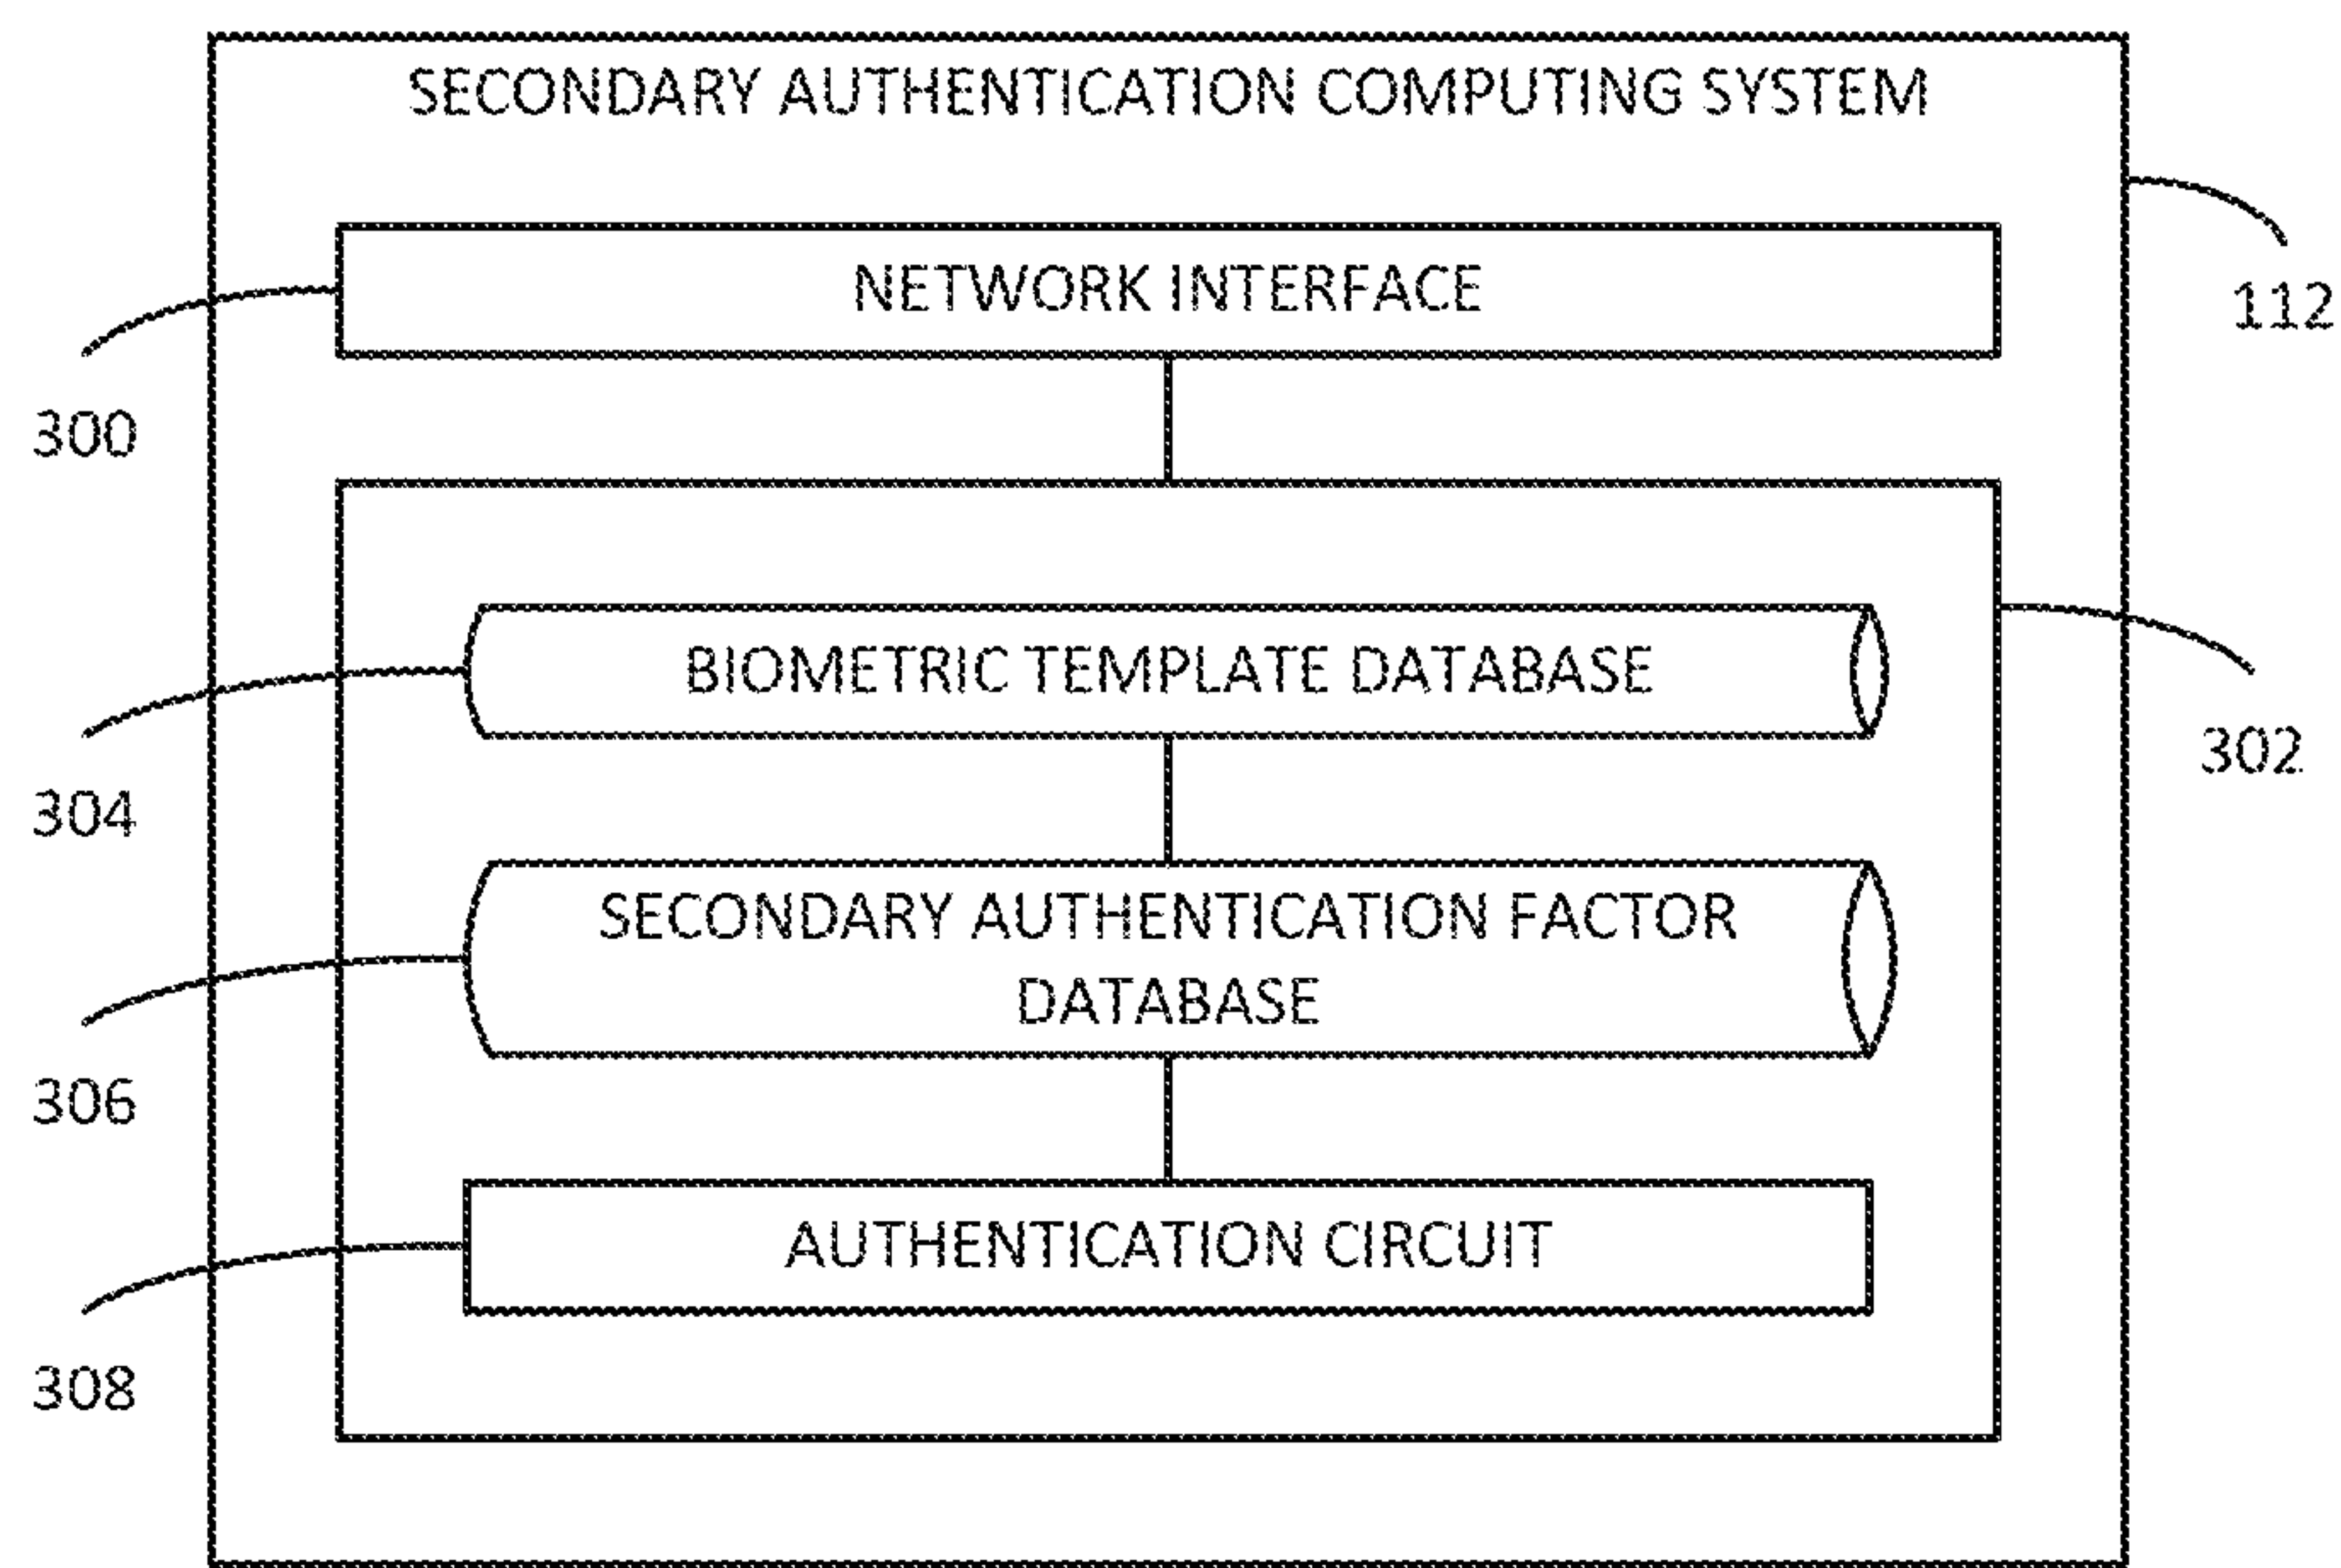 SECONDARY AUTHENTICATION COMPUTING SYSTEM
NETWORK INTERFACE
112
300
BIOMETRIC TEMPLATE DATABASE
302
304
SECONDARY AUTHENTICATION FACTOR
DATABASE
306
AUTHENTICATION CIRCUIT
308